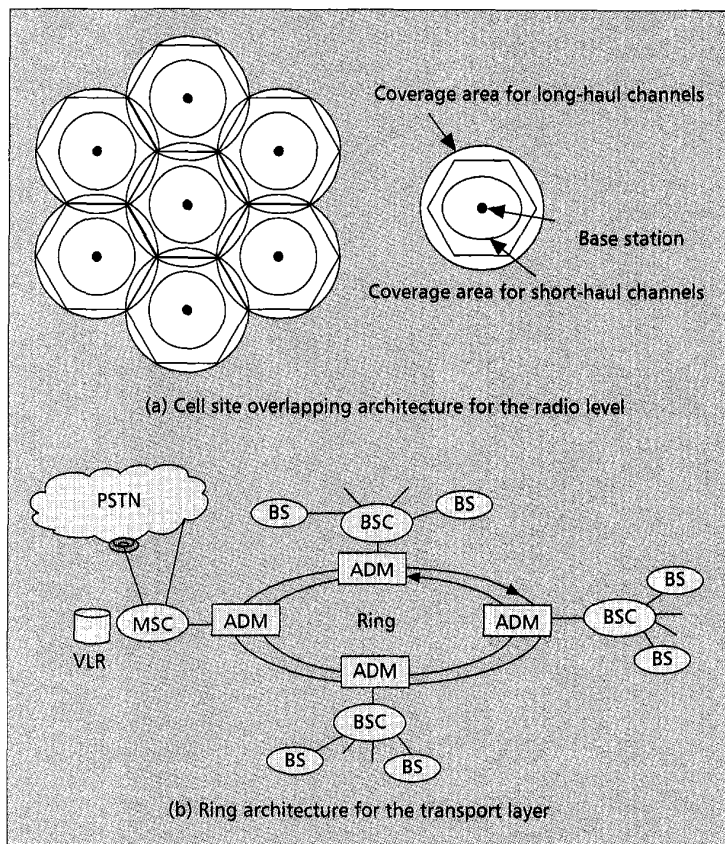 Coverage area for long-haul channels
Base station
Coverage area for short-haul channels
(a) Cell site overlapping architecture for the radio level
PSTN
BS
BSC
BS
ADM
MSC
ADM
Ring
ADM
BSC
BS
BS
VLR
ADM
BSC
BS
BS
(b) Ring architecture for the transport layer